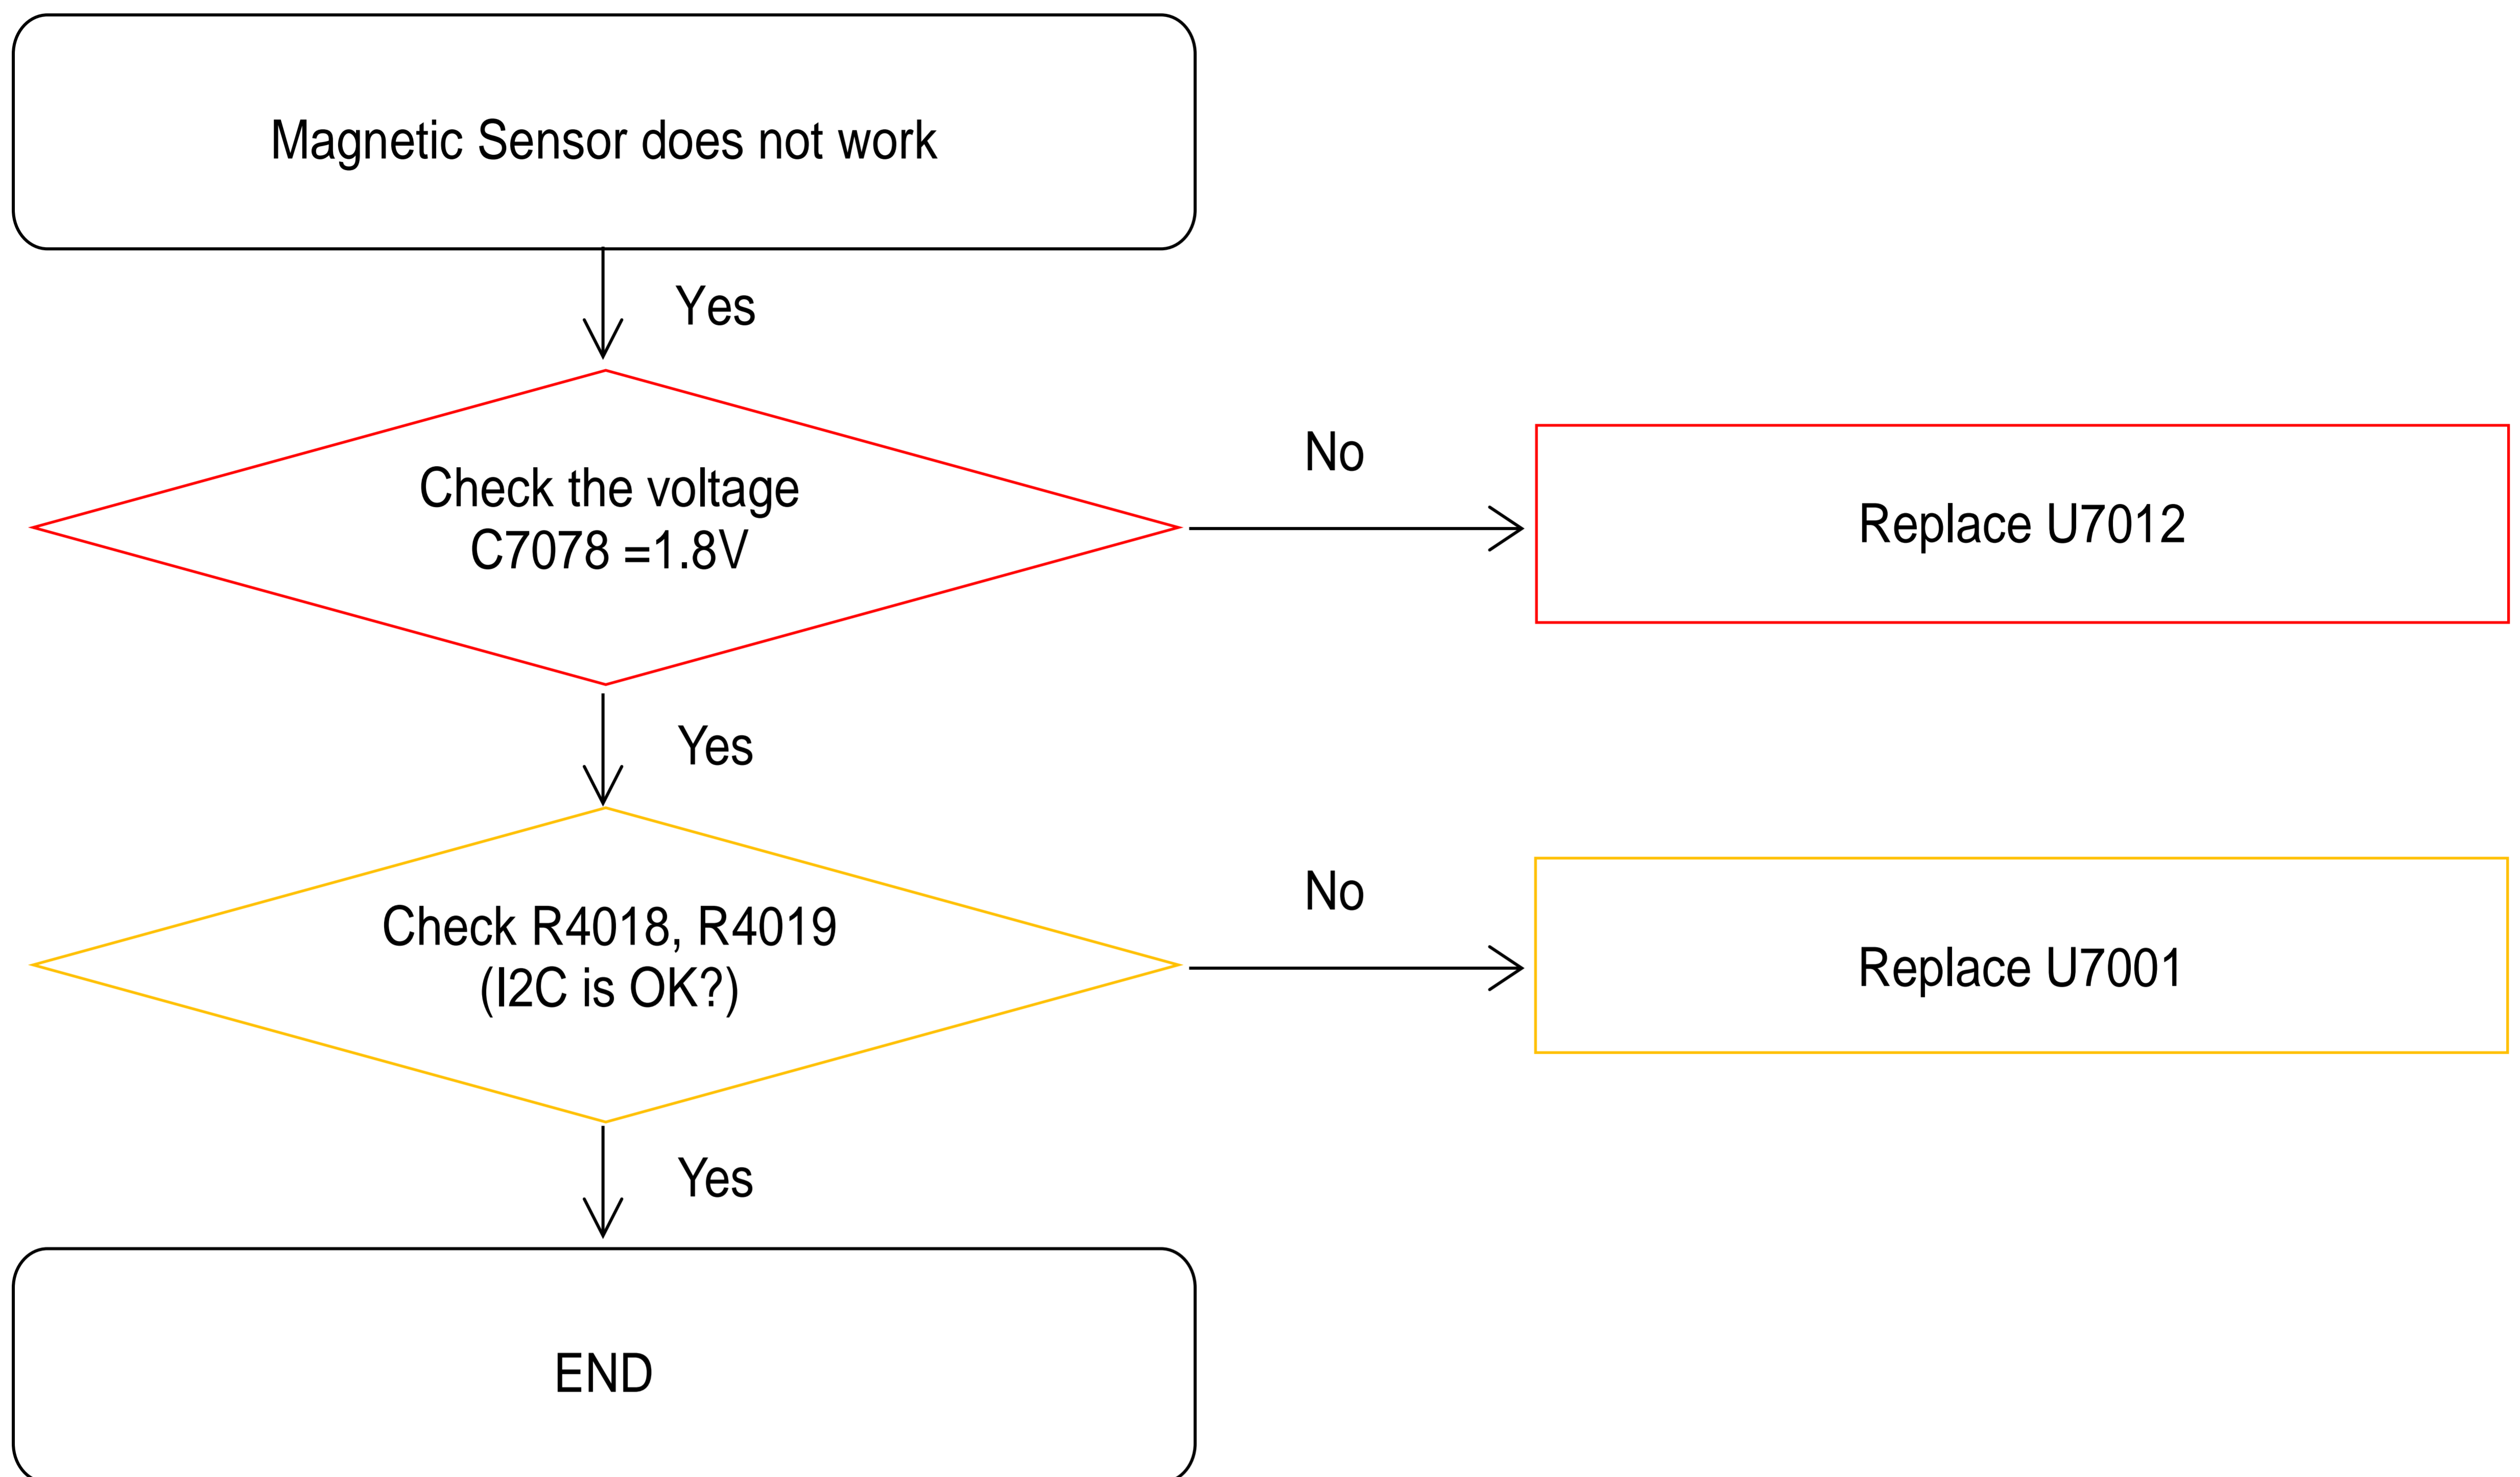 Magnetic Sensor does not work
Yes
Check the voltage
C7078 =1.8V
No
Replace U7012
Yes
Check R4018, R4019
(I2C is OK?)
No
Replace U7001
Yes
END